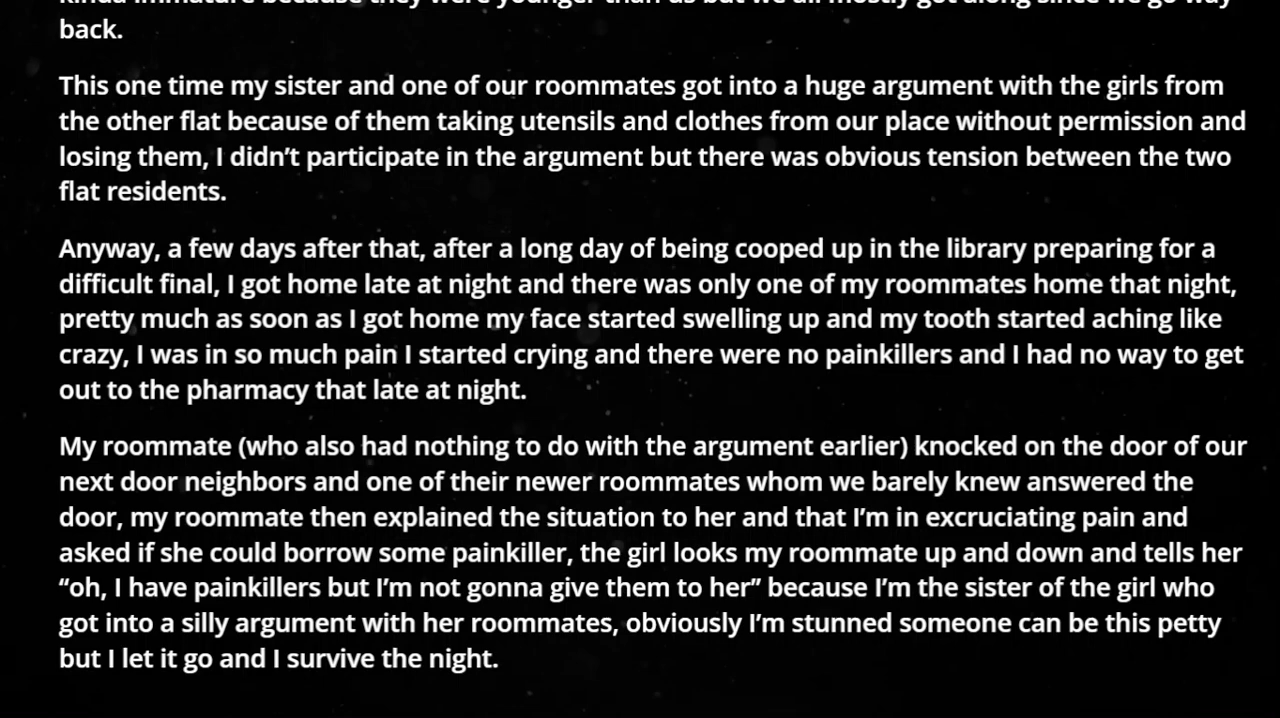 back.
This one time my sister and one of our roommates got into a huge argument with the girls from
the other flat because of them taking utensils and clothes from our place without permission and
losing them, I didn’t participate in the argument but there was obvious tension between the two
flat residents.
Anyway, a few days after that, after a long day of being cooped up in the library preparing for a
difficult final, I got home late at night and there was only one of my roommates home that night,
pretty much as soon as I got home my face started swelling up and my tooth started aching like
crazy, I was in so much pain I started crying and there were no painkillers and I had no way to get
out to the pharmacy that late at night.
My roommate (who also had nothing to do with the argument earlier) knocked on the door of our
next door neighbors and one of their newer roommates whom we barely knew answered the
door, my roommate then explained the situation to her and that I’m in excruciating pain and
asked if she could borrow some painkiller, the girl looks my roommate up and down and tells her
“oh, I have painkillers but I’m not gonna give them to her” because I’m the sister of the girl who
got into a silly argument with her roommates, obviously I’m stunned someone can be this petty
but I let it go and I survive the night.